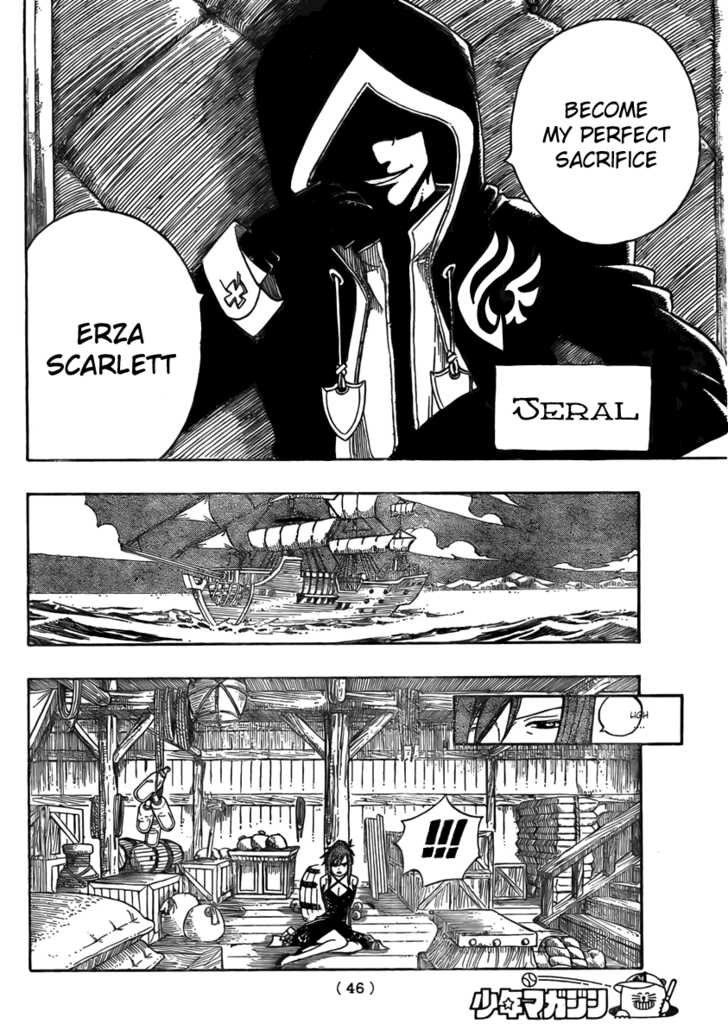 BECOME
MY PERFECT
SACRIFICE
ERZA
SCARLETT
JERAL
UGH
...
!!!
(46)
少年マガジン